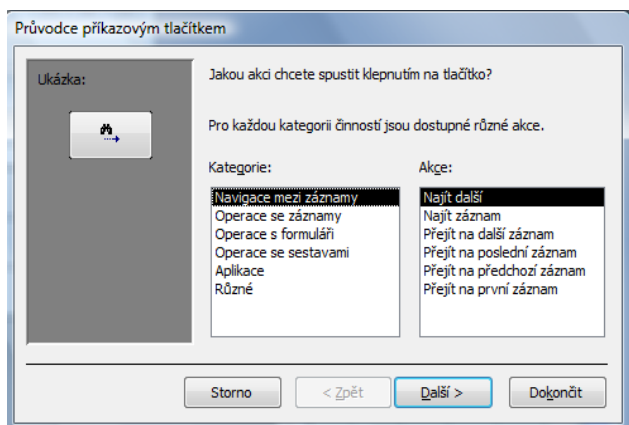 Průvodce příkazovým tlačítkem
Ukázka:
Jakou akci chcete spustit klepnutím na tlačítko?
Pro každou kategorii činností jsou dostupné různé akce.
Kategorie:
Navigace mezi záznamy
Operace se záznamy
Operace s formuláři
Operace se sestavami
Aplikace
Různé
Akce:
Najít další
Najít záznam
Přejít na další záznam
Přejít na poslední záznam
Přejít na předchozí záznam
Přejít na první záznam
Storno
< Zpět
Další >
Dokončit